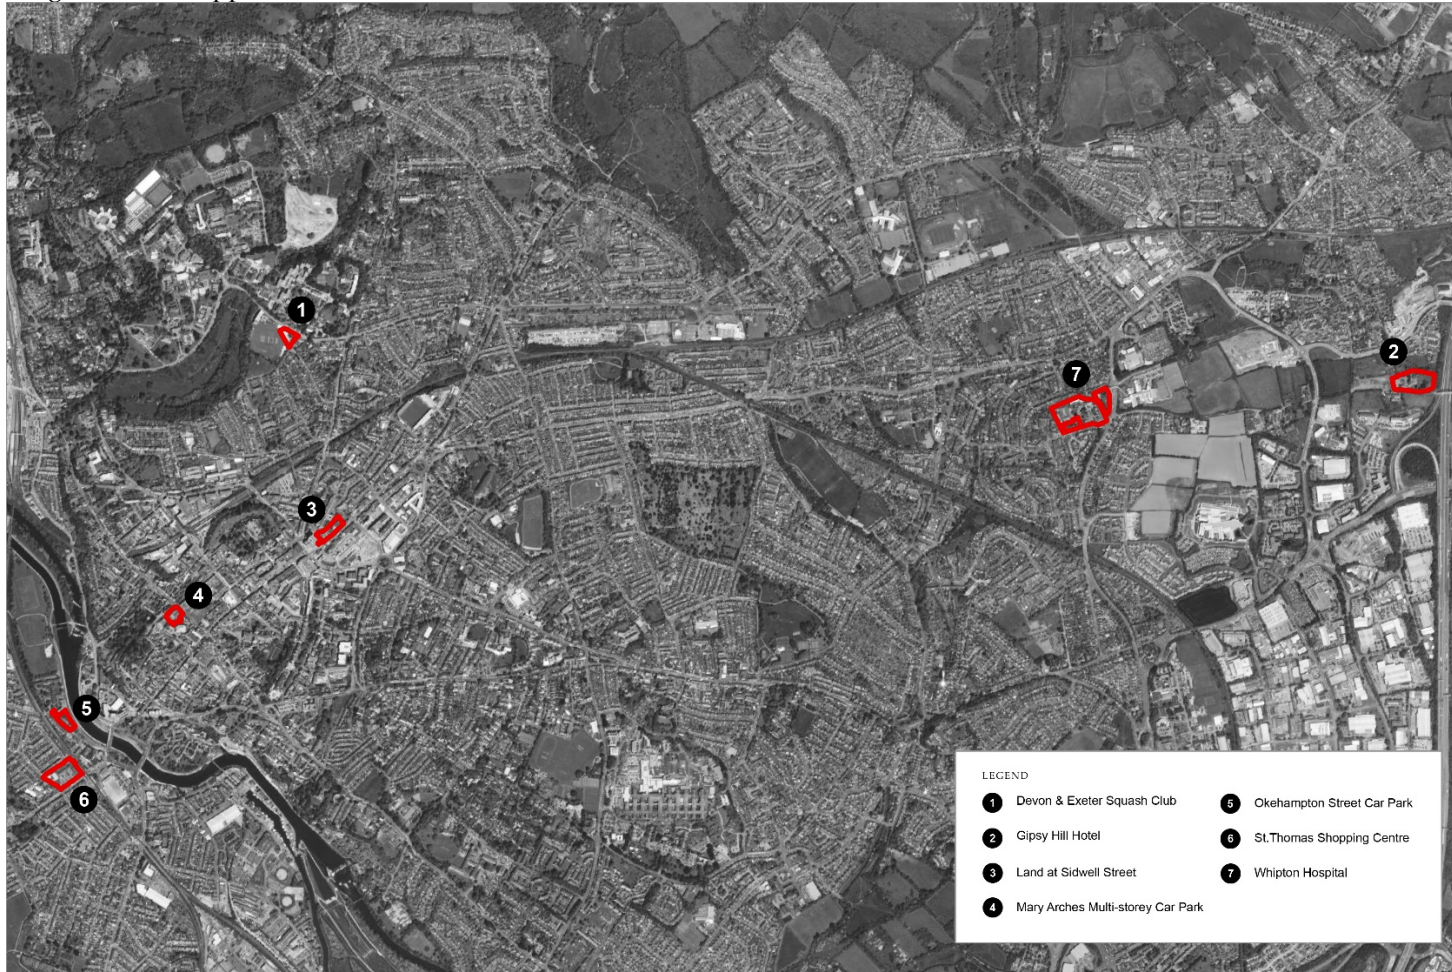 1
2
7
3
4
5
6
LEGEND
1 Devon & Exeter Squash Club
2 Gipsy Hill Hotel
3 Land at Sidwell Street
4 Mary Arches Multi-storey Car Park
5 Okehampton Street Car Park
6 St.Thomas Shopping Centre
7 Whipton Hospital